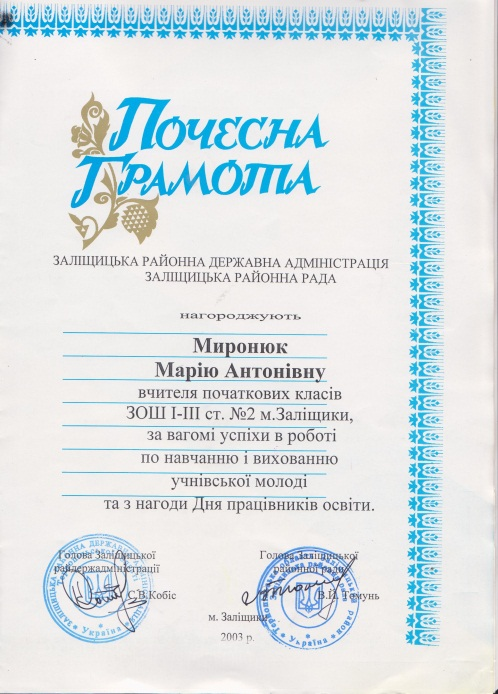 Почесна
Грамота
ЗАЛІЩИЦЬКА РАЙОННА ДЕРЖАВНА АДМІНІСТРАЦІЯ
ЗАЛІЩИЦЬКА РАЙОННА РАДА
нагороджують
Миронюк
Марію Антонівну
вчителя початкових класів
ЗОШ І-ІІІ ст. №2 м.Заліщики,
за вагомі успіхи в роботі
по навчанню і вихованню
учнівської молоді
та з нагоди Дня працівників освіти.
Голова Заліщицької
райдержадміністрації
С.В.Кобіс
Голова Заліщицької
районної ради
В.Й.
м. Заліщики
2003 р.
Україна
Україна